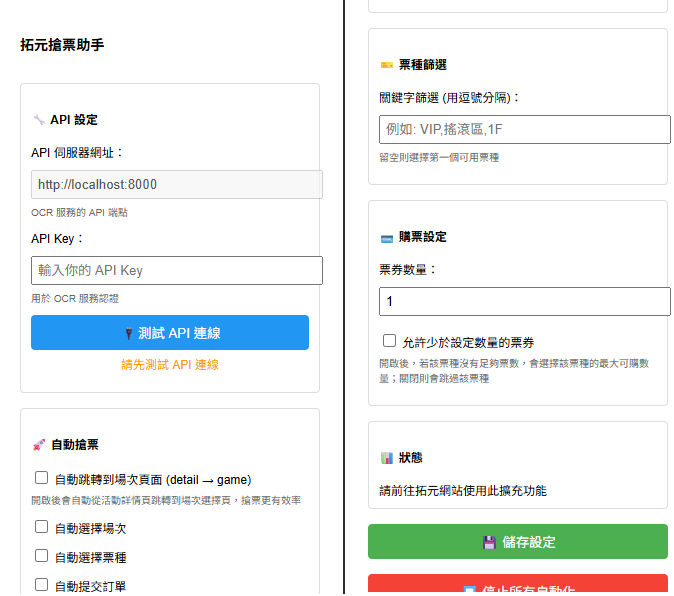 拓元搶票助手
API 設定
API 伺服器網址：
http://localhost:8000
OCR 服務的 API 端點
API Key：
輸入你的 API Key
用於 OCR 服務認證
測試 API 連線
請先測試 API 連線
自動搶票
自動跳轉到場次頁面 (detail → game)
開啟後會自動從活動詳情頁跳轉到場次選擇頁，搶票更有效率
自動選擇場次
自動選擇票種
自動提交訂單
票種篩選
關鍵字篩選 (用逗號分隔)：
例如: VIP,搖滾區,1F
留空則選擇第一個可用票種
購票設定
票券數量：
1
允許少於設定數量的票券
開啟後，若該票種沒有足夠票數，會選擇該票種的最大可購數
量；關閉則會跳過該票種
狀態
請前往拓元網站使用此擴充功能
儲存設定
停止所有自動化